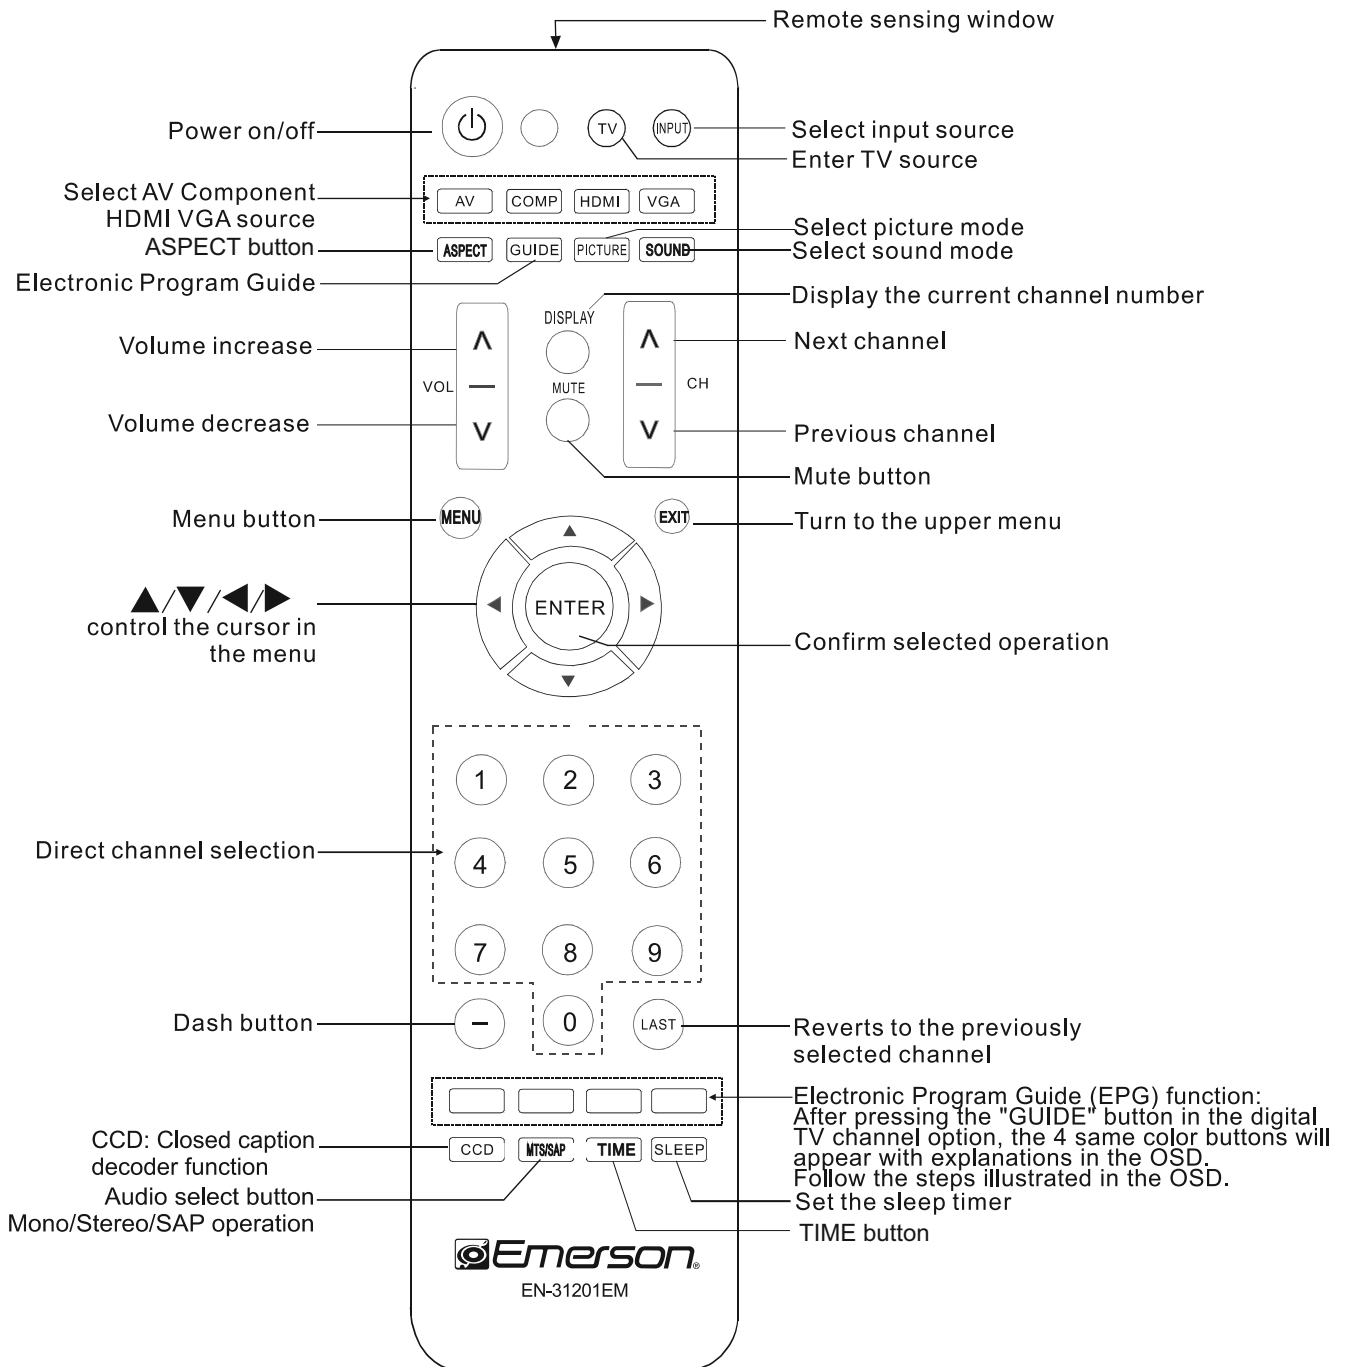 Remote sensing window
Power on/off
TV
INPUT
Select input source
Enter TV source
Select AV Component
HDMI VGA source
AV
COMP
HDMI
VGA
ASPECT button
ASPECT
GUIDE
PICTURE
SOUND
Select picture mode
Select sound mode
Electronic Program Guide
Display the current channel number
DISPLAY
Volume increase
Next channel
VOL
MUTE
CH
Volume decrease
Previous channel
Mute button
Menu button
MENU
EXIT
Turn to the upper menu
▲/▼/◀/▶
control the cursor in
the menu
ENTER
Confirm selected operation
1
2
3
Direct channel selection
4
5
6
7
8
9
Dash button
–
0
LAST
Reverts to the previously
selected channel
Electronic Program Guide (EPG) function:
After pressing the "GUIDE" button in the digital
TV channel option, the 4 same color buttons will
appear with explanations in the OSD.
Follow the steps illustrated in the OSD.
CCD: Closed caption
decoder function
CCD
MTS/SAP
TIME
SLEEP
Set the sleep timer
Audio select button
Mono/Stereo/SAP operation
TIME button
Emerson®
EN-31201EM